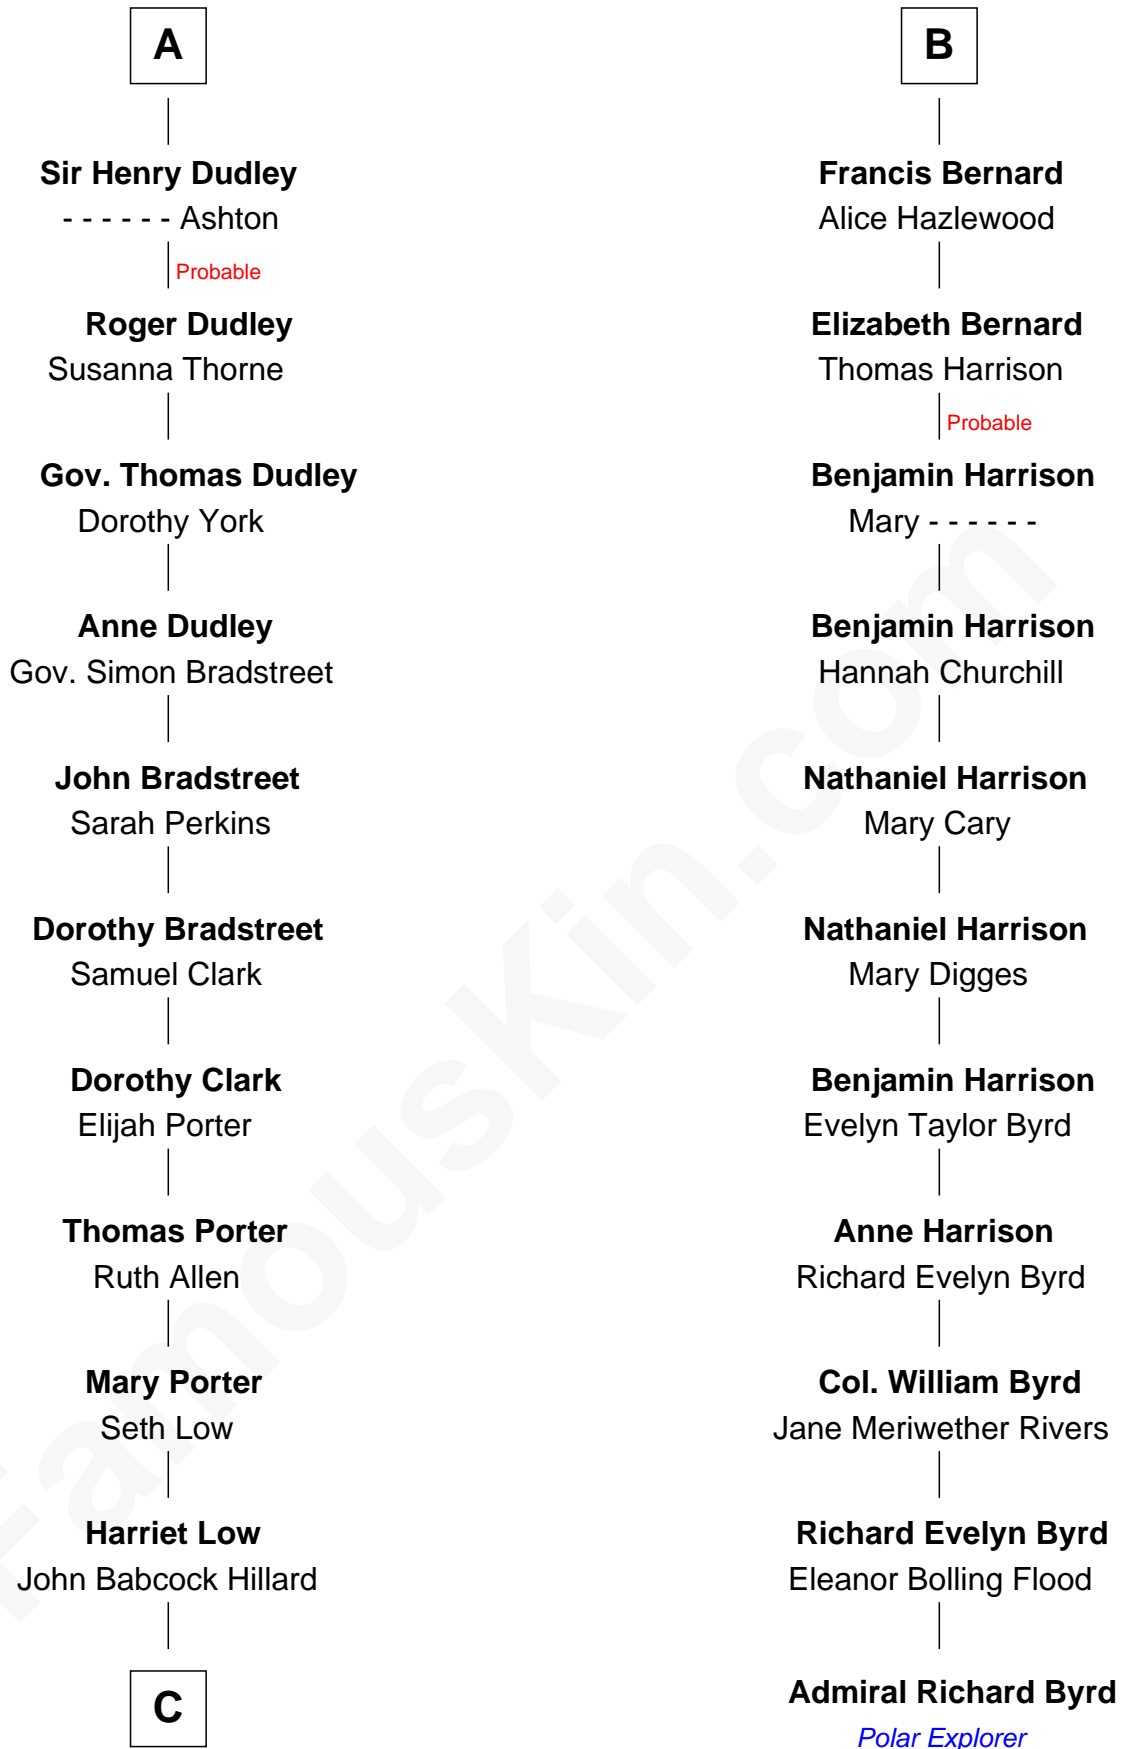 A
Sir Henry Dudley
- - - - - - Ashton
Probable
Roger Dudley
Susanna Thorne
Gov. Thomas Dudley
Dorothy York
Anne Dudley
Gov. Simon Bradstreet
John Bradstreet
Sarah Perkins
Dorothy Bradstreet
Samuel Clark
Dorothy Clark
Elijah Porter
Thomas Porter
Ruth Allen
Mary Porter
Seth Low
Harriet Low
John Babcock Hillard
C
B
Francis Bernard
Alice Hazlewood
Elizabeth Bernard
Thomas Harrison
Probable
Benjamin Harrison
Mary - - - - - -
Benjamin Harrison
Hannah Churchill
Nathaniel Harrison
Mary Cary
Nathaniel Harrison
Mary Digges
Benjamin Harrison
Evelyn Taylor Byrd
Anne Harrison
Richard Evelyn Byrd
Col. William Byrd
Jane Meriwether Rivers
Richard Evelyn Byrd
Eleanor Bolling Flood
Admiral Richard Byrd
Polar Explorer
FamousKin.com